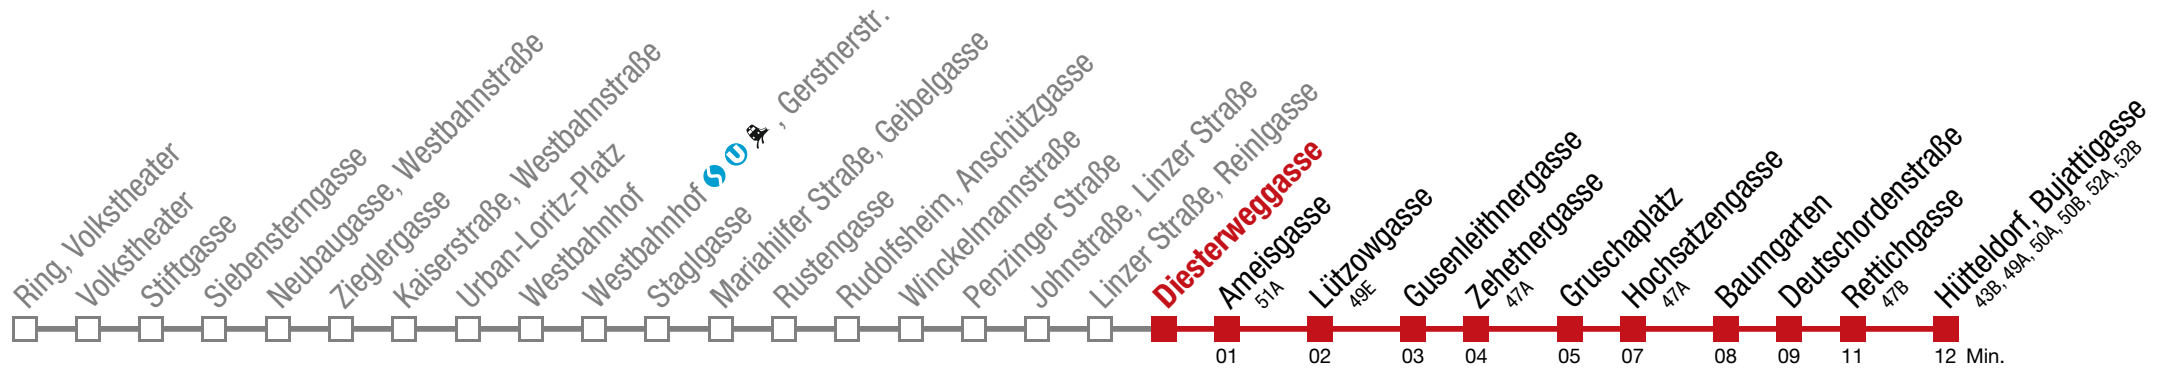 Ring, Volkstheater
Volkstheater
Stiftgasse
Siebensterngasse
Neubaugasse, Westbahnstraße
Zieglergasse
Kaiserstraße, Westbahnstraße
Urban-Loritz-Platz
Westbahnhof
Westbahnhof S U , Gerstnerstr.
Staglgasse
Mariahilfer Straße, Geibelgasse
Rustengasse
Rudolfsheim, Anschützgasse
Winckelmannstraße
Penzinger Straße
Johnstraße, Linzer Straße
Linzer Straße, Reinlgasse
Diesterweggasse
Ameisgasse
51A
Lützowgasse
49E
Gusenleithnergasse
Zehetnergasse
47A
Gruschaplatz
Hochsatzengasse
47A
Baumgarten
Deutschordenstraße
Rettichgasse
47B
Hütteldorf, Bujattigasse
43B, 49A, 50A, 50B, 52A, 52B
01 02 03 04 05 07 08 09 11 12 Min.